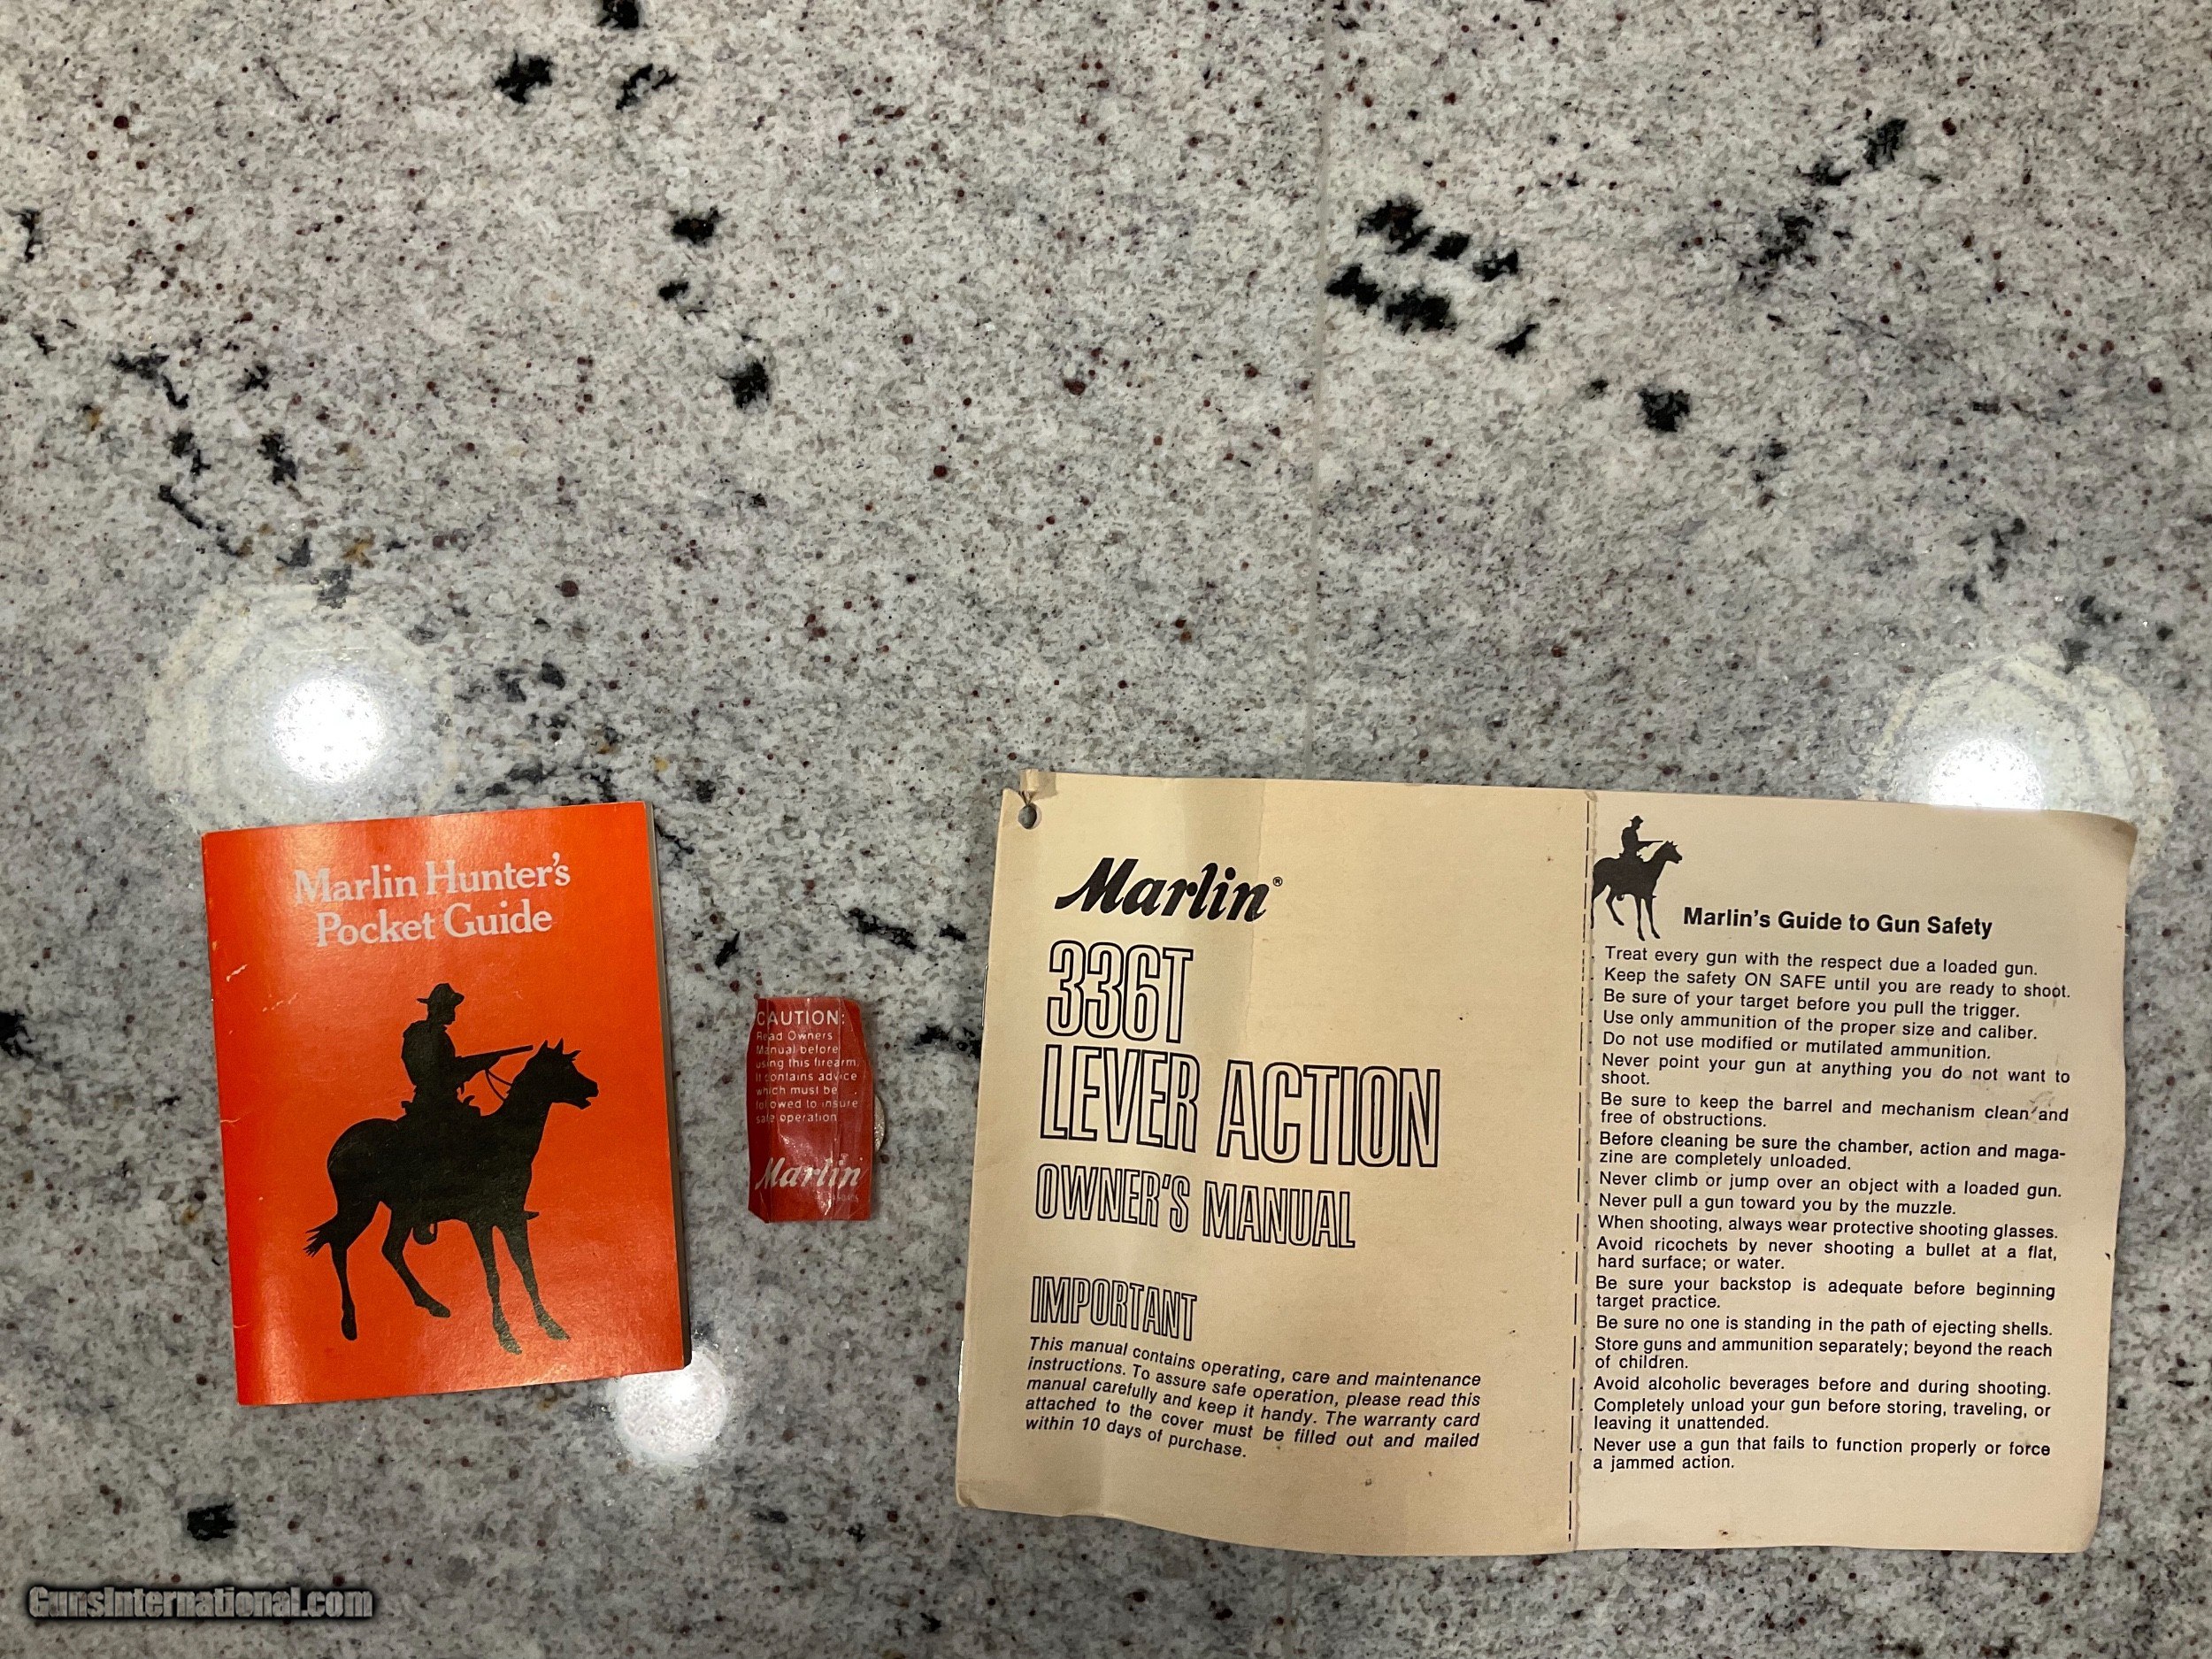 Marlin Hunter's
Pocket Guide
CAUTION:
Read Owners
Manual before
using this firearm.
It contains advice
which must be
followed to insure
safe operation
Marlin
Marlin®
336T
LEVER ACTION
OWNER'S MANUAL
IMPORTANT
This manual contains operating, care and maintenance
instructions. To assure safe operation, please read this
manual carefully and keep it handy. The warranty card
attached to the cover must be filled out and mailed
within 10 days of purchase.
Marlin's Guide to Gun Safety
Treat every gun with the respect due a loaded gun.
Keep the safety ON SAFE until you are ready to shoot.
Be sure of your target before you pull the trigger.
Use only ammunition of the proper size and caliber.
Do not use modified or mutilated ammunition.
Never point your gun at anything you do not want to
shoot.
Be sure to keep the barrel and mechanism clean and
free of obstructions.
Before cleaning be sure the chamber, action and maga-
zine are completely unloaded.
Never climb or jump over an object with a loaded gun.
Never pull a gun toward you by the muzzle.
When shooting, always wear protective shooting glasses.
Avoid ricochets by never shooting a bullet at a flat,
hard surface; or water.
Be sure your backstop is adequate before beginning
target practice.
Be sure no one is standing in the path of ejecting shells.
Store guns and ammunition separately; beyond the reach
of children.
Avoid alcoholic beverages before and during shooting.
Completely unload your gun before storing, traveling, or
leaving it unattended.
Never use a gun that fails to function properly or force
a jammed action.
GunsInternational.com